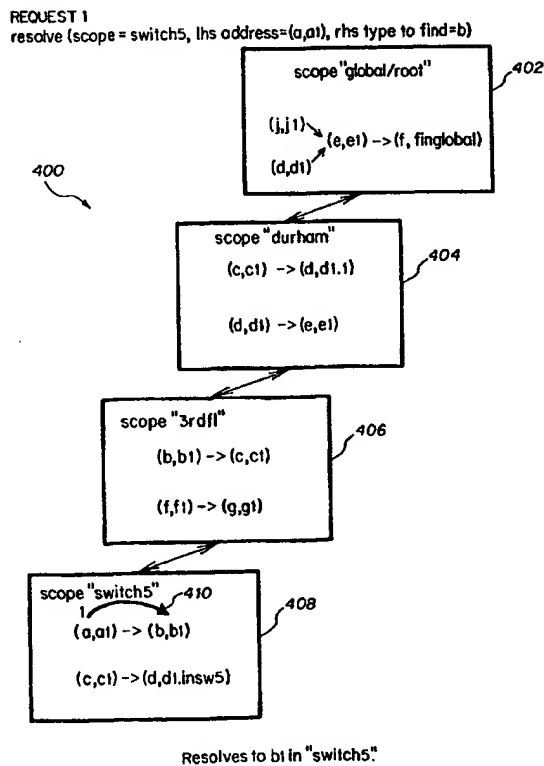 REQUEST 1
resolve (scope = switch5, lhs address=(a,a1), rhs type to find=b)
402
scope "global/root"
(j,j1)
(e,e1) -> (f, finglobal)
(d,d1)
400
scope "durham"
404
(c,c1) -> (d,d1.1)
(d,d1) -> (e,e1)
scope "3rdfl"
406
(b,b1) -> (c,c1)
(f,f1) -> (g,g1)
scope "switch5"
410
1
408
(a,a1) -> (b,b1)
(c,c1) -> (d,d1.insw5)
Resolves to b1 in "switch5".